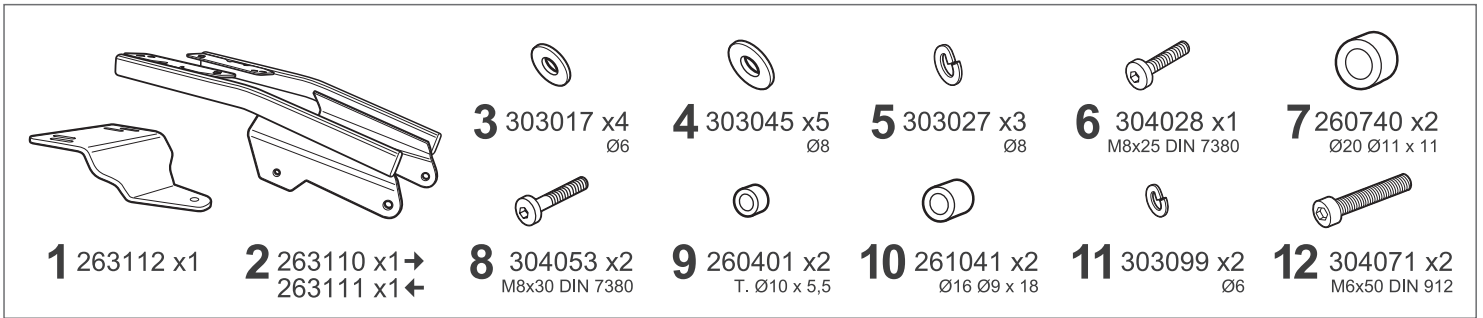 3 303017 x4
Ø6
4 303045 x5
Ø8
5 303027 x3
Ø8
6 304028 x1
M8x25 DIN 7380
7 260740 x2
Ø20 Ø11 x 11
1 263112 x1
2 263110 x1→
263111 x1←
8 304053 x2
M8x30 DIN 7380
9 260401 x2
T. Ø10 x 5,5
10 261041 x2
Ø16 Ø9 x 18
11 303099 x2
Ø6
12 304071 x2
M6x50 DIN 912